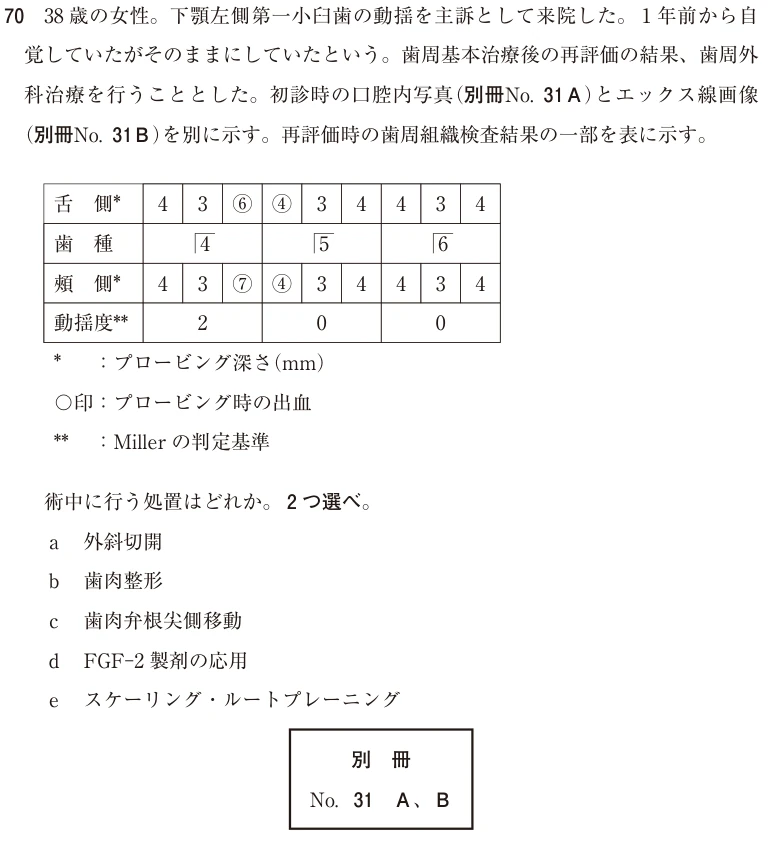 70 38歳の女性。下顎左側第一小臼歯の動揺を主訴として来院した。1年前から自
覚していたがそのままにしていたという。歯周基本治療後の再評価の結果、歯周外
科治療を行うこととした。初診時の口腔内写真(別冊No. 31A)とエックス線画像
(別冊No. 31B)を別に示す。再評価時の歯周組織検査結果の一部を表に示す。
舌 側* 4 3 ⑥ ④ 3 4 4 3 4
歯 種 ┌4 ┌5 ┌6
頰 側* 4 3 ⑦ ④ 3 4 4 3 4
動揺度** 2 0 0
* :プロービング深さ(mm)
○印:プロービング時の出血
** :Millerの判定基準
術中に行う処置はどれか。2つ選べ。
a 外斜切開
b 歯肉整形
c 歯肉弁根尖側移動
d FGF-2製剤の応用
e スケーリング・ルートプレーニング
別 冊
No. 31 A、B